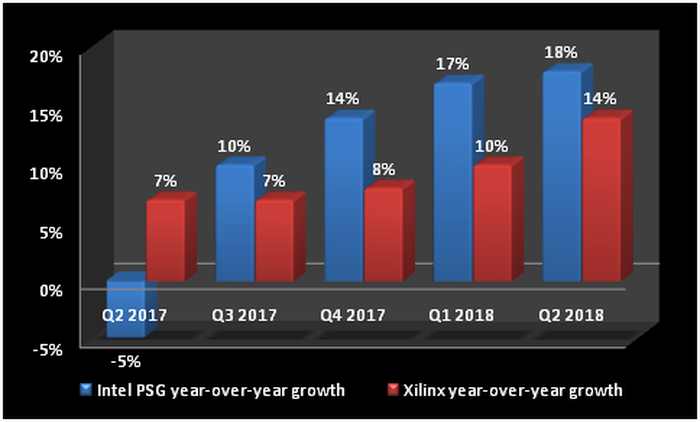 20%
15%
10%
5%
0%
-5%
-5%
7%
10%
7%
14%
8%
17%
10%
18%
14%
Q2 2017
Q3 2017
Q4 2017
Q1 2018
Q2 2018
Intel PSG year-over-year growth
Xilinx year-over-year growth